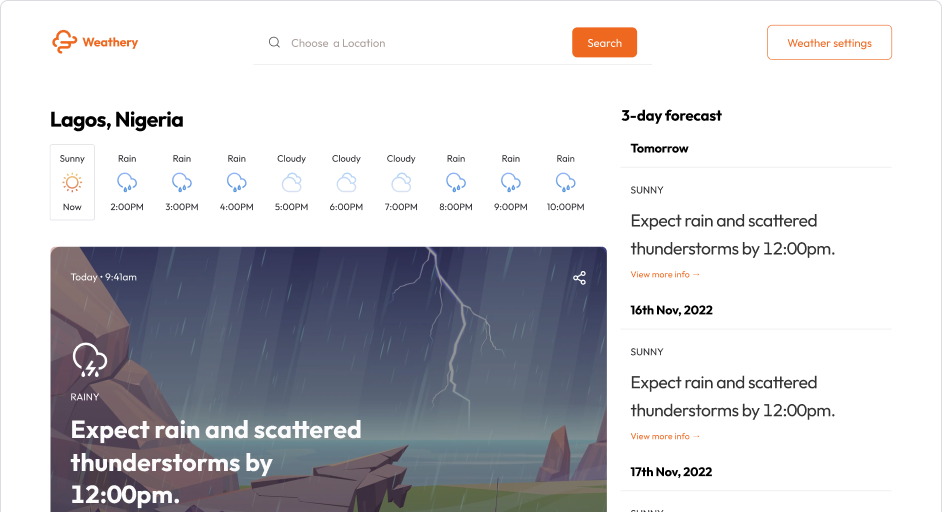 Weathery
Choose a Location
Search
Weather settings
Lagos, Nigeria
Sunny Rain Rain Rain Cloudy Cloudy Cloudy Rain Rain Rain
Now 2:00PM 3:00PM 4:00PM 5:00PM 6:00PM 7:00PM 8:00PM 9:00PM 10:00PM
Today • 9:41am
RAINY
Expect rain and scattered
thunderstorms by
12:00pm.
3-day forecast
Tomorrow
SUNNY
Expect rain and scattered
thunderstorms by 12:00pm.
View more info →
16th Nov, 2022
SUNNY
Expect rain and scattered
thunderstorms by 12:00pm.
View more info →
17th Nov, 2022
SUNNY